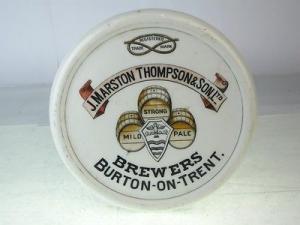 REGISTERED
TRADE MARK
J. MARSTON THOMPSON & SON LTD
STRONG
MILD PALE
BREWERS
BURTON-ON-TRENT.